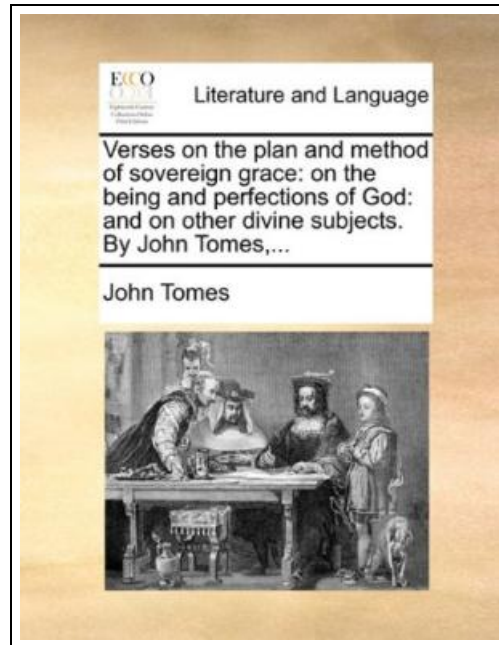 ECCO
Literature and Language
Verses on the plan and method
of sovereign grace: on the
being and perfections of God:
and on other divine subjects.
By John Tomes,...
John Tomes